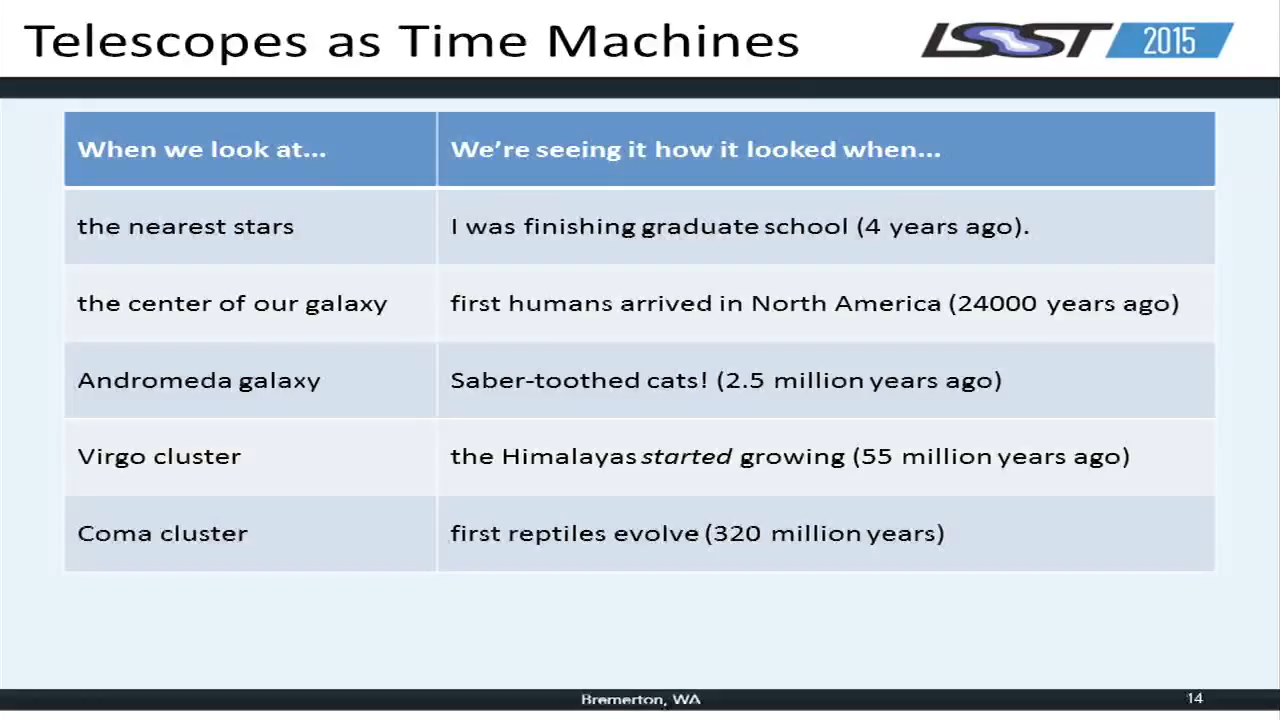 Telescopes as Time Machines
LSST 2015
When we look at...
We're seeing it how it looked when...
the nearest stars
I was finishing graduate school (4 years ago).
the center of our galaxy
first humans arrived in North America (24000 years ago)
Andromeda galaxy
Saber-toothed cats! (2.5 million years ago)
Virgo cluster
the Himalayas started growing (55 million years ago)
Coma cluster
first reptiles evolve (320 million years)
Bremerton, WA
14